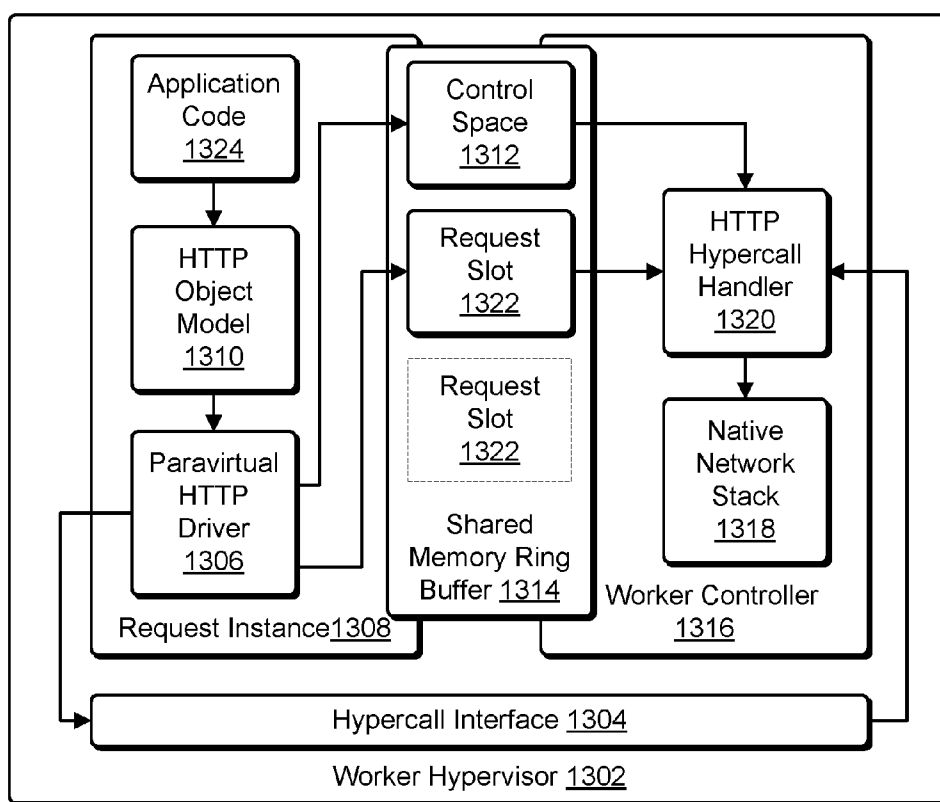 Application
Code
1324
HTTP
Object
Model
1310
Paravirtual
HTTP
Driver
1306
Request Instance1308
Control
Space
1312
Request
Slot
1322
Request
Slot
1322
Shared
Memory Ring
Buffer 1314
HTTP
Hypercall
Handler
1320
Native
Network
Stack
1318
Worker Controller
1316
Hypercall Interface 1304
Worker Hypervisor 1302